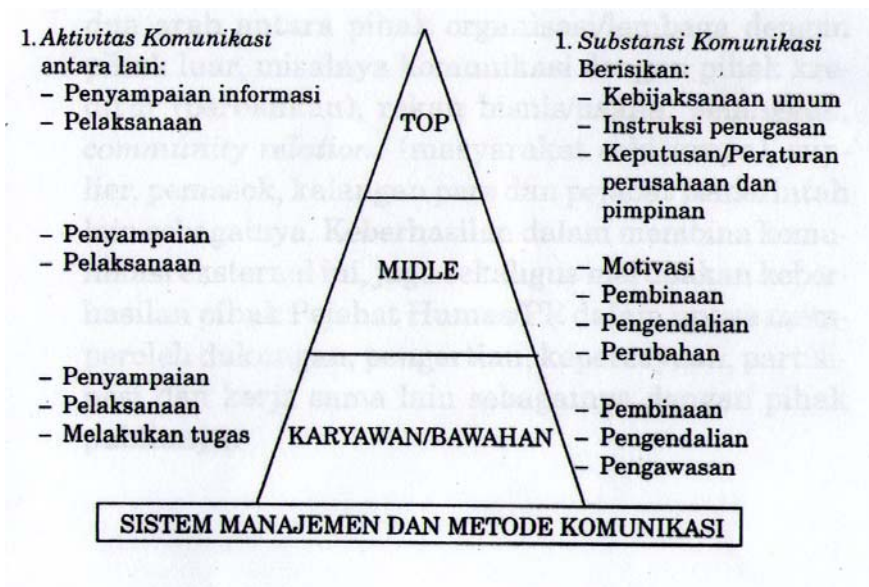 1. Aktivitas Komunikasi
antara lain:
– Penyampaian informasi
– Pelaksanaan
– Penyampaian
– Pelaksanaan
– Penyampaian
– Pelaksanaan
– Melakukan tugas
TOP
MIDLE
KARYAWAN/BAWAHAN
1. Substansi Komunikasi
Berisikan:
– Kebijaksanaan umum
– Instruksi penugasan
– Keputusan/Peraturan
perusahaan dan
pimpinan
– Motivasi
– Pembinaan
– Pengendalian
– Perubahan
– Pembinaan
– Pengendalian
– Pengawasan
SISTEM MANAJEMEN DAN METODE KOMUNIKASI